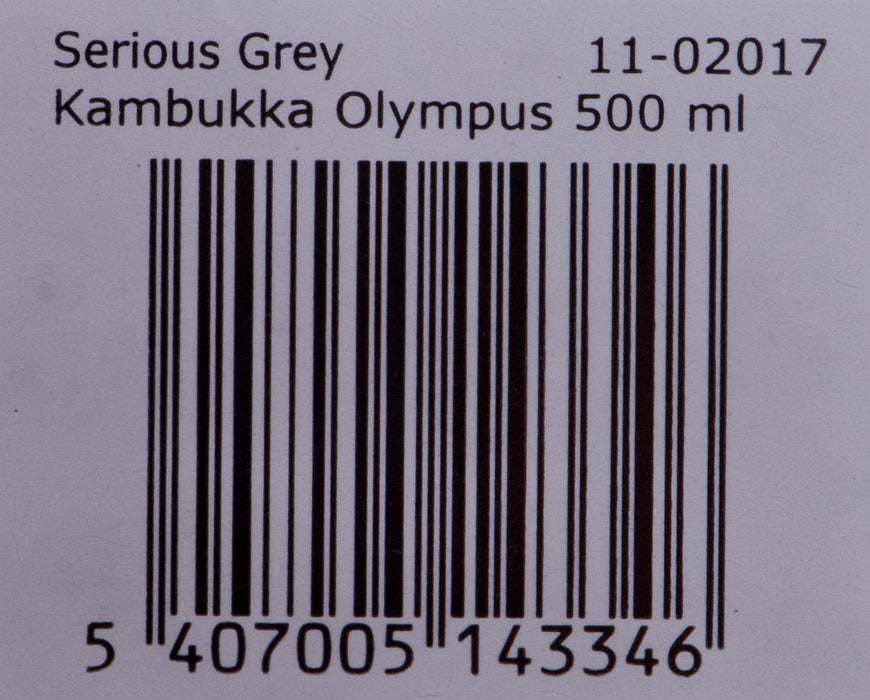 Serious Grey 11-02017
Kambukka Olympus 500 ml
5 407005 143346